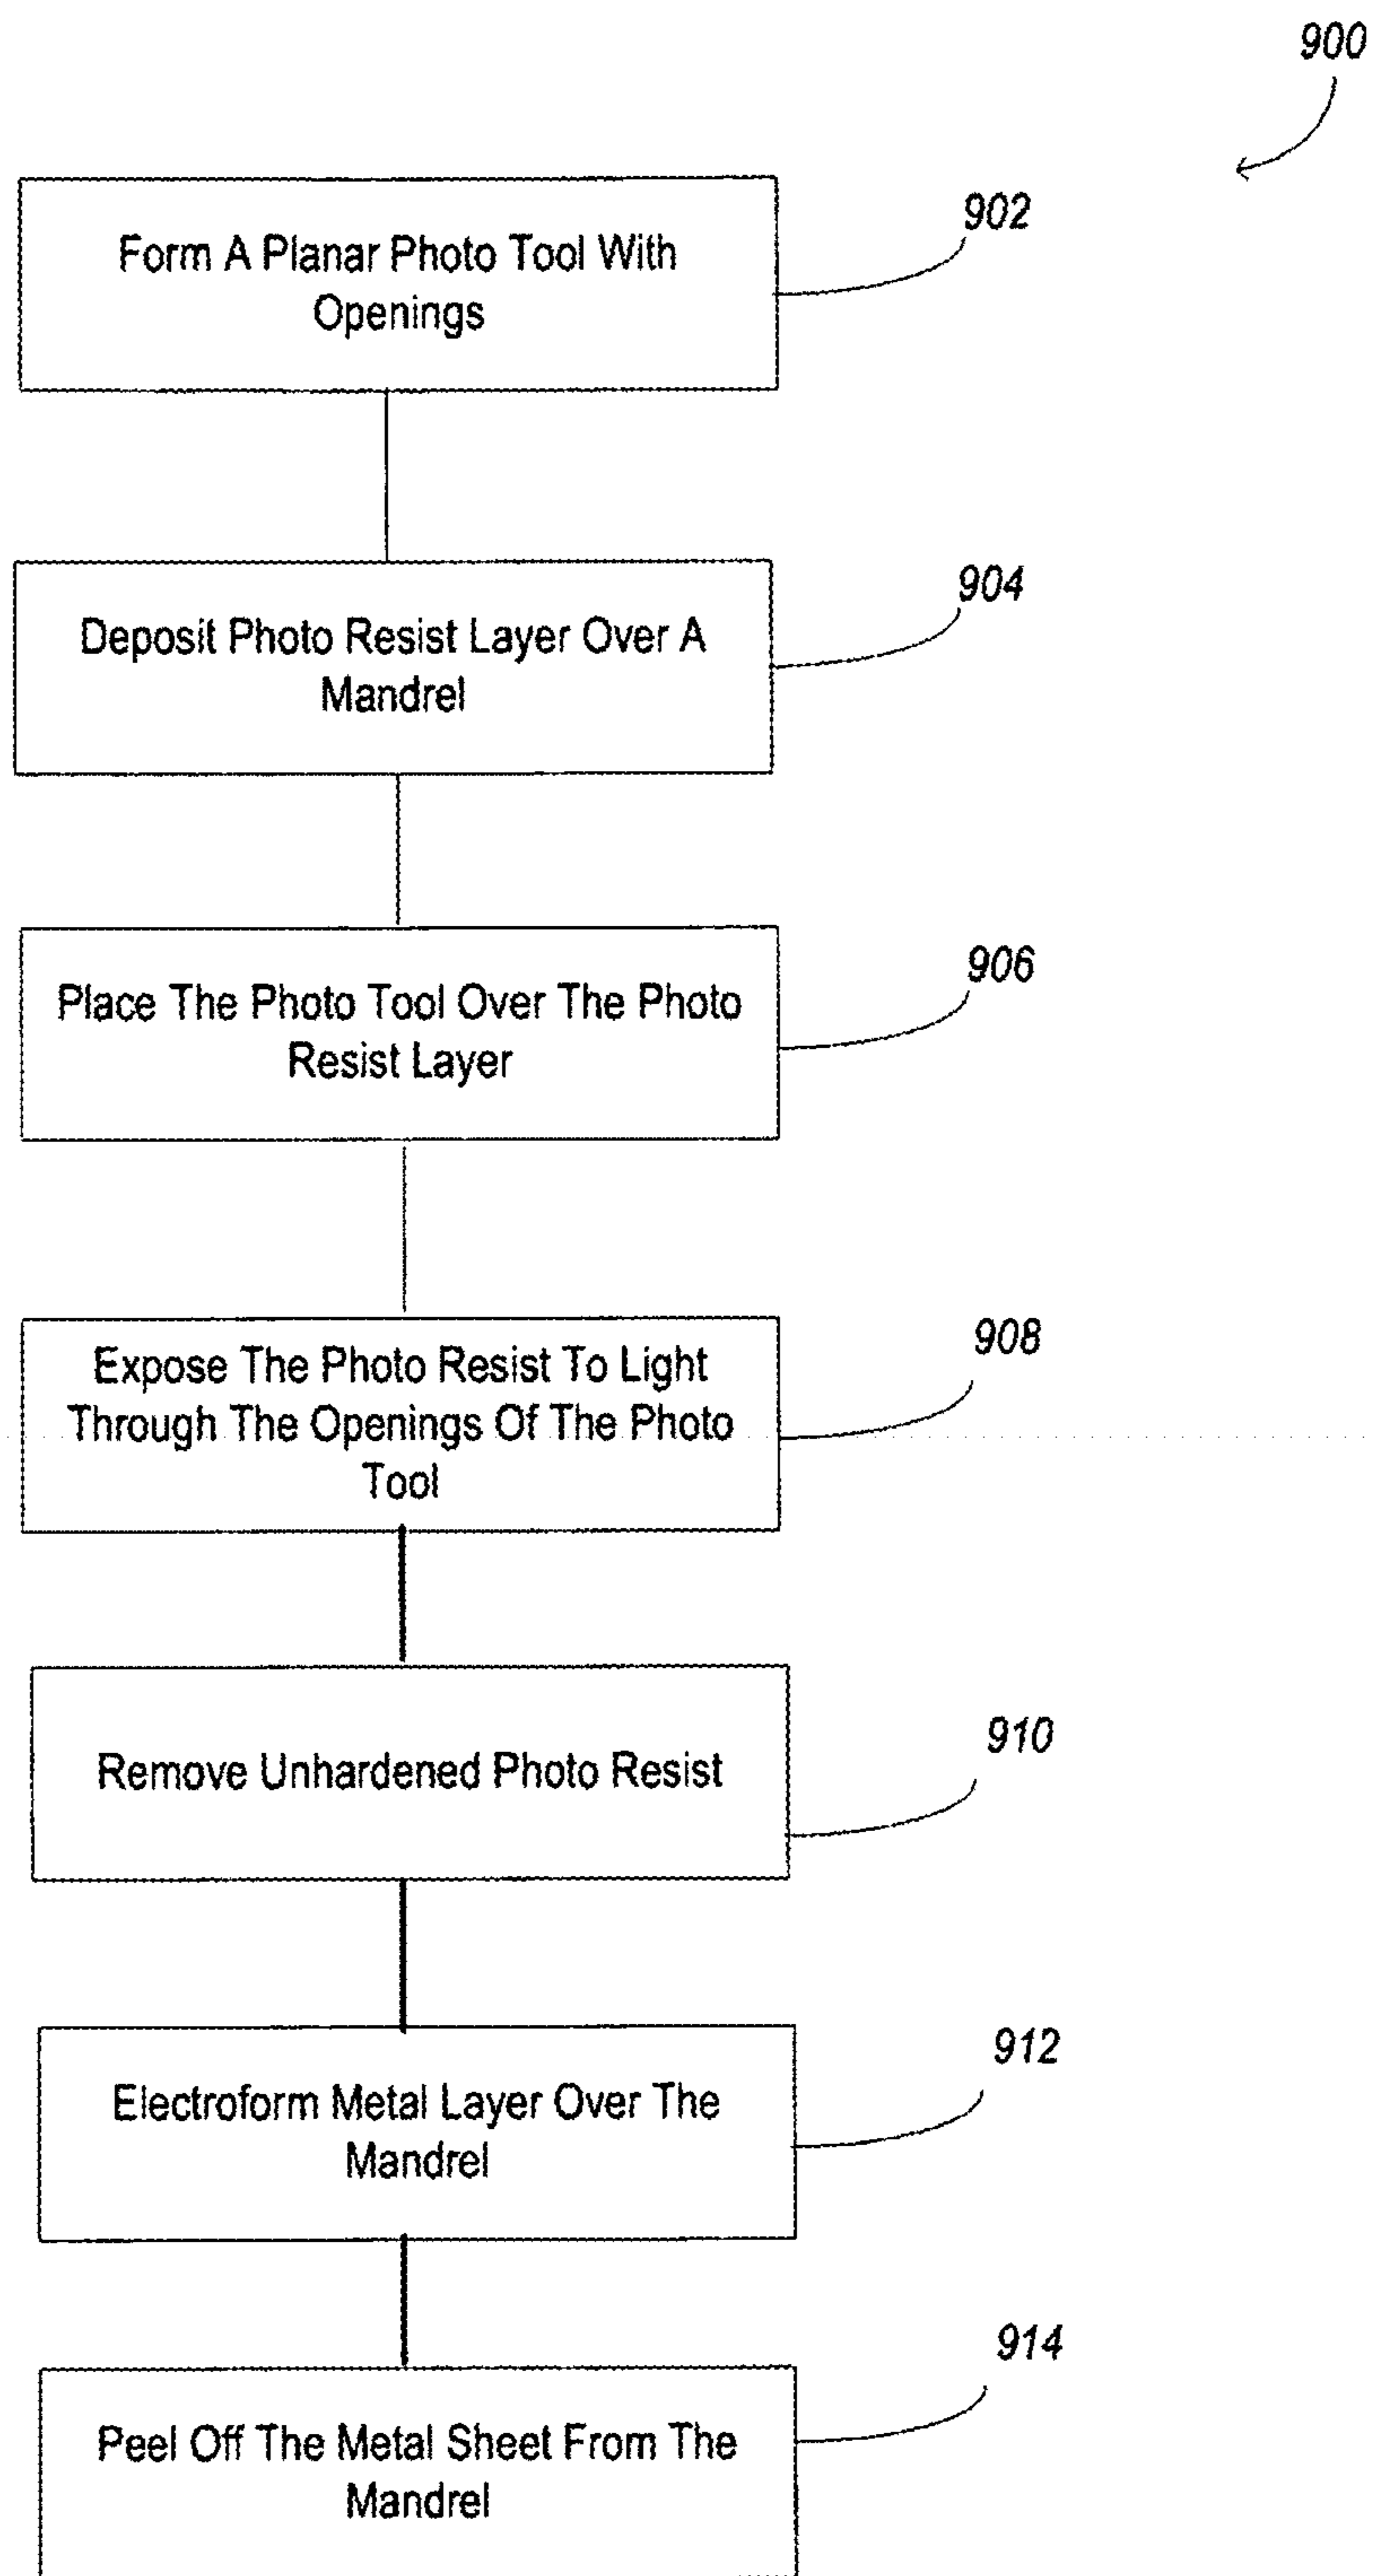 900
Form A Planar Photo Tool With
Openings
902
Deposit Photo Resist Layer Over A
Mandrel
904
Place The Photo Tool Over The Photo
Resist Layer
906
Expose The Photo Resist To Light
Through The Openings Of The Photo
Tool
908
Remove Unhardened Photo Resist
910
Electroform Metal Layer Over The
Mandrel
912
Peel Off The Metal Sheet From The
Mandrel
914